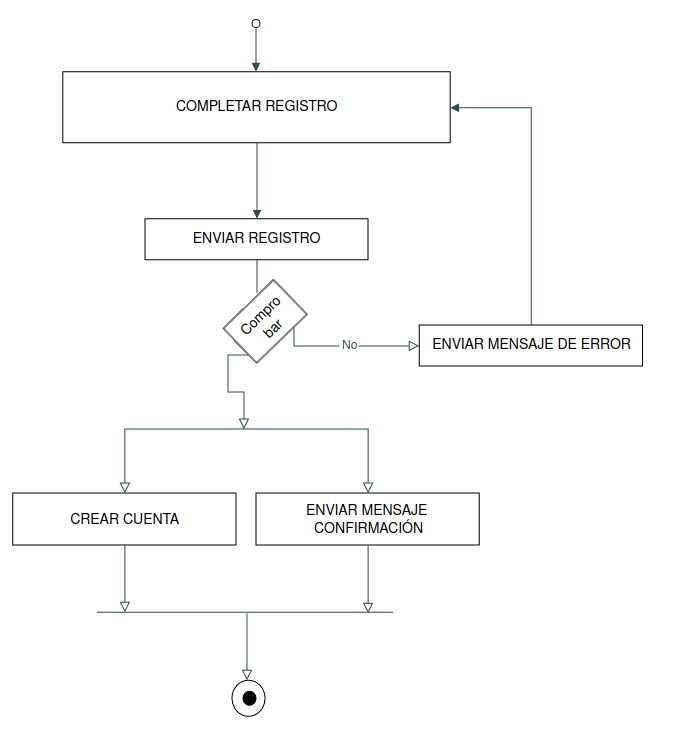 COMPLETAR REGISTRO
ENVIAR REGISTRO
Compro
bar
No
ENVIAR MENSAJE DE ERROR
CREAR CUENTA
ENVIAR MENSAJE
CONFIRMACIÓN